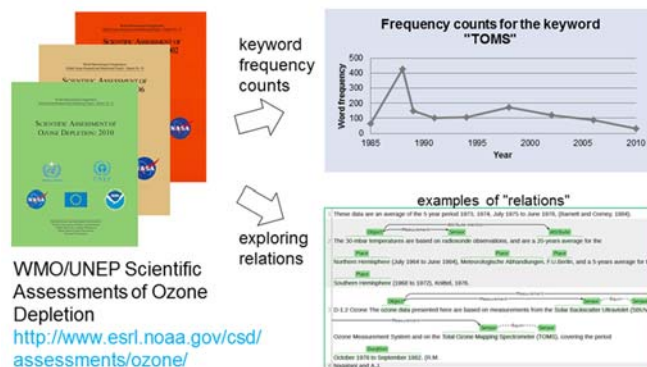 SCIENTIFIC ASSESSMENT OF
OZONE DEPLETION: 2010
NASA
keyword
frequency
counts
exploring
relations
WMO/UNEP Scientific
Assessments of Ozone
Depletion
http://www.esrl.noaa.gov/csd/
assessments/ozone/
Frequency counts for the keyword
"TOMS"
Word frequency
500
400
300
200
100
0
1985
1990
1995
2000
2005
2010
Year
examples of "relations"
These data are an average of the 5 year period 1973, 1974, July 1975 to June 1976,
Object
Sensor
Attribute
The 30-mbar temperatures are based on radiosonde observations, and are a 20-years average for the
Place
Place
Place
Northern Hemisphere (July 1964 to June 1984), Meteorologische Abhandlungen, F.U.Berlin, and a 5-years average for
Place
Southern Hemisphere (1968 to 1972), Knittel, 1976.
Object
Sensor
D-1.2 Ozone The ozone data presented here are based on measurements from the Solar Backscatter Ultraviolet
Sensor
Sensor
Ozone Measurement System and on the Total Ozone Mapping Spectrometer (TOMS), covering the period
Duration
October 1978 to September 1982. (R.M.
Nagatani and A.J.